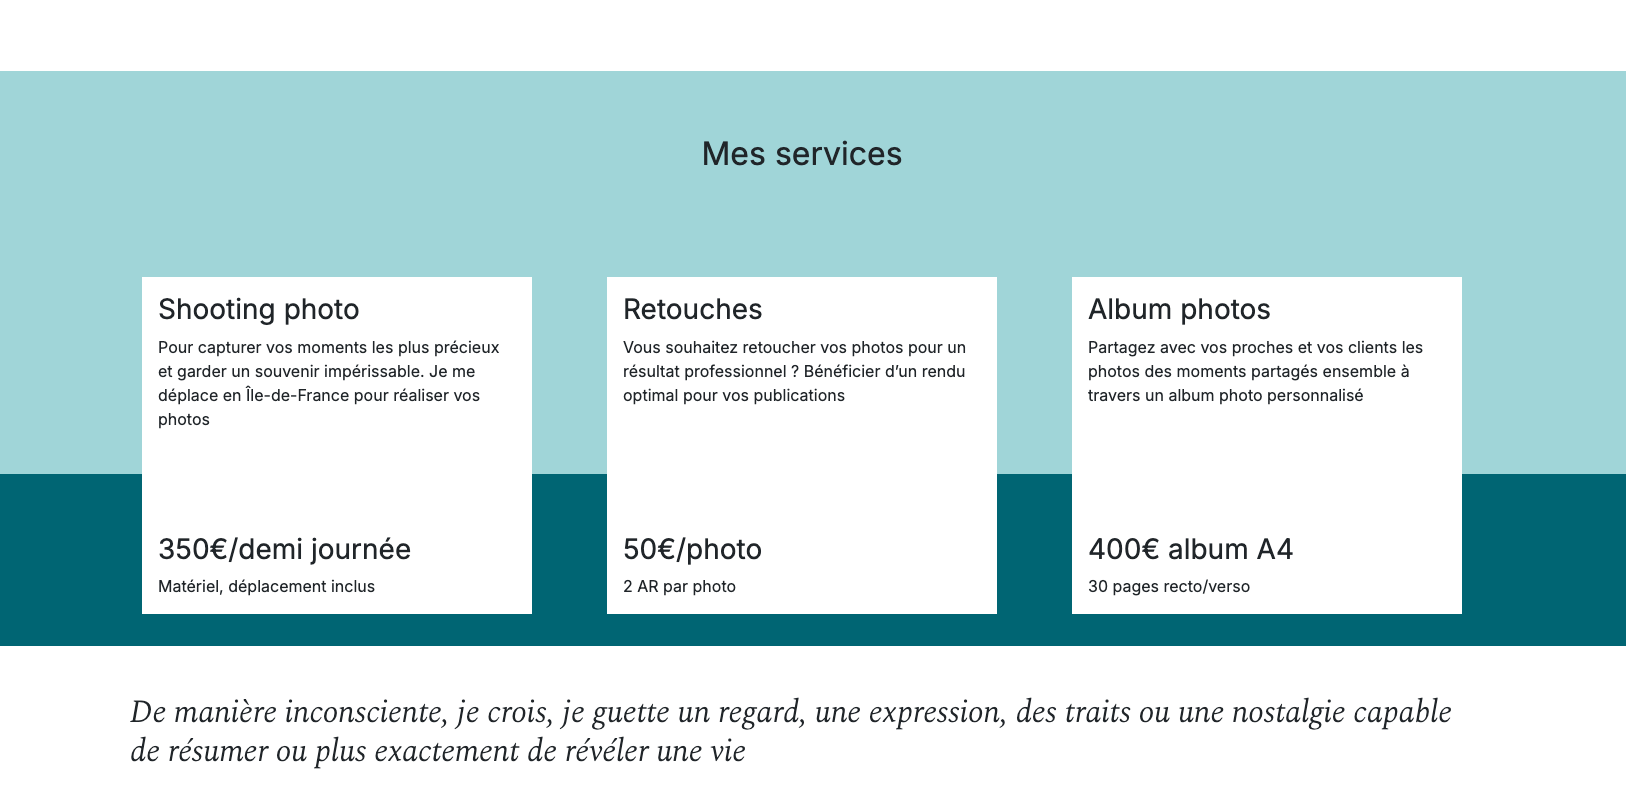 Mes services
Shooting photo
Pour capturer vos moments les plus précieux
et garder un souvenir impérissable. Je me
déplace en Île-de-France pour réaliser vos
photos
350€/demi journée
Matériel, déplacement inclus
Retouches
Vous souhaitez retoucher vos photos pour un
résultat professionnel ? Bénéficier d’un rendu
optimal pour vos publications
50€/photo
2 AR par photo
Album photos
Partagez avec vos proches et vos clients les
photos des moments partagés ensemble à
travers un album photo personnalisé
400€ album A4
30 pages recto/verso
De manière inconsciente, je crois, je guette un regard, une expression, des traits ou une nostalgie capable
de résumer ou plus exactement de révéler une vie